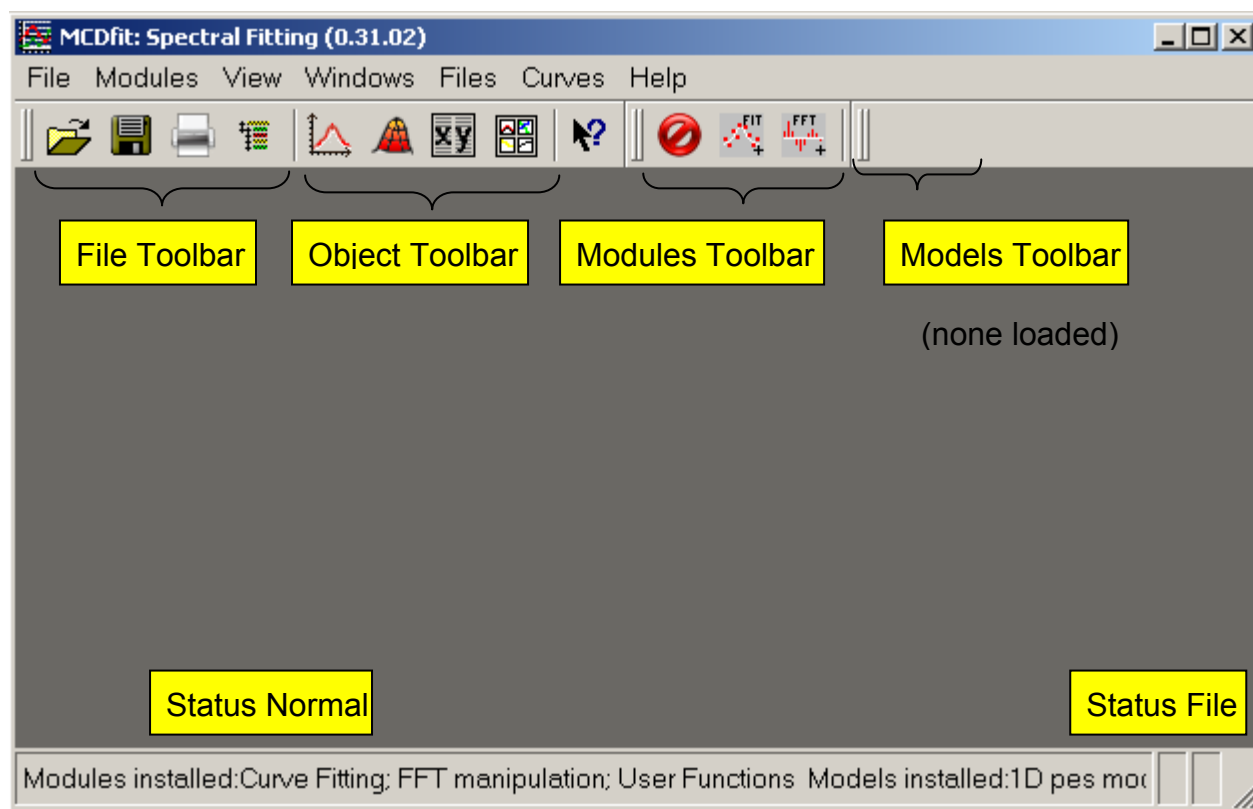 MCDfit: Spectral Fitting (0.31.02)
File Modules View Windows Files Curves Help
xy ? FIT FFT
File Toolbar Object Toolbar Modules Toolbar Models Toolbar
(none loaded)
Status Normal Status File
Modules installed:Curve Fitting; FFT manipulation; User Functions Models installed:1D pes